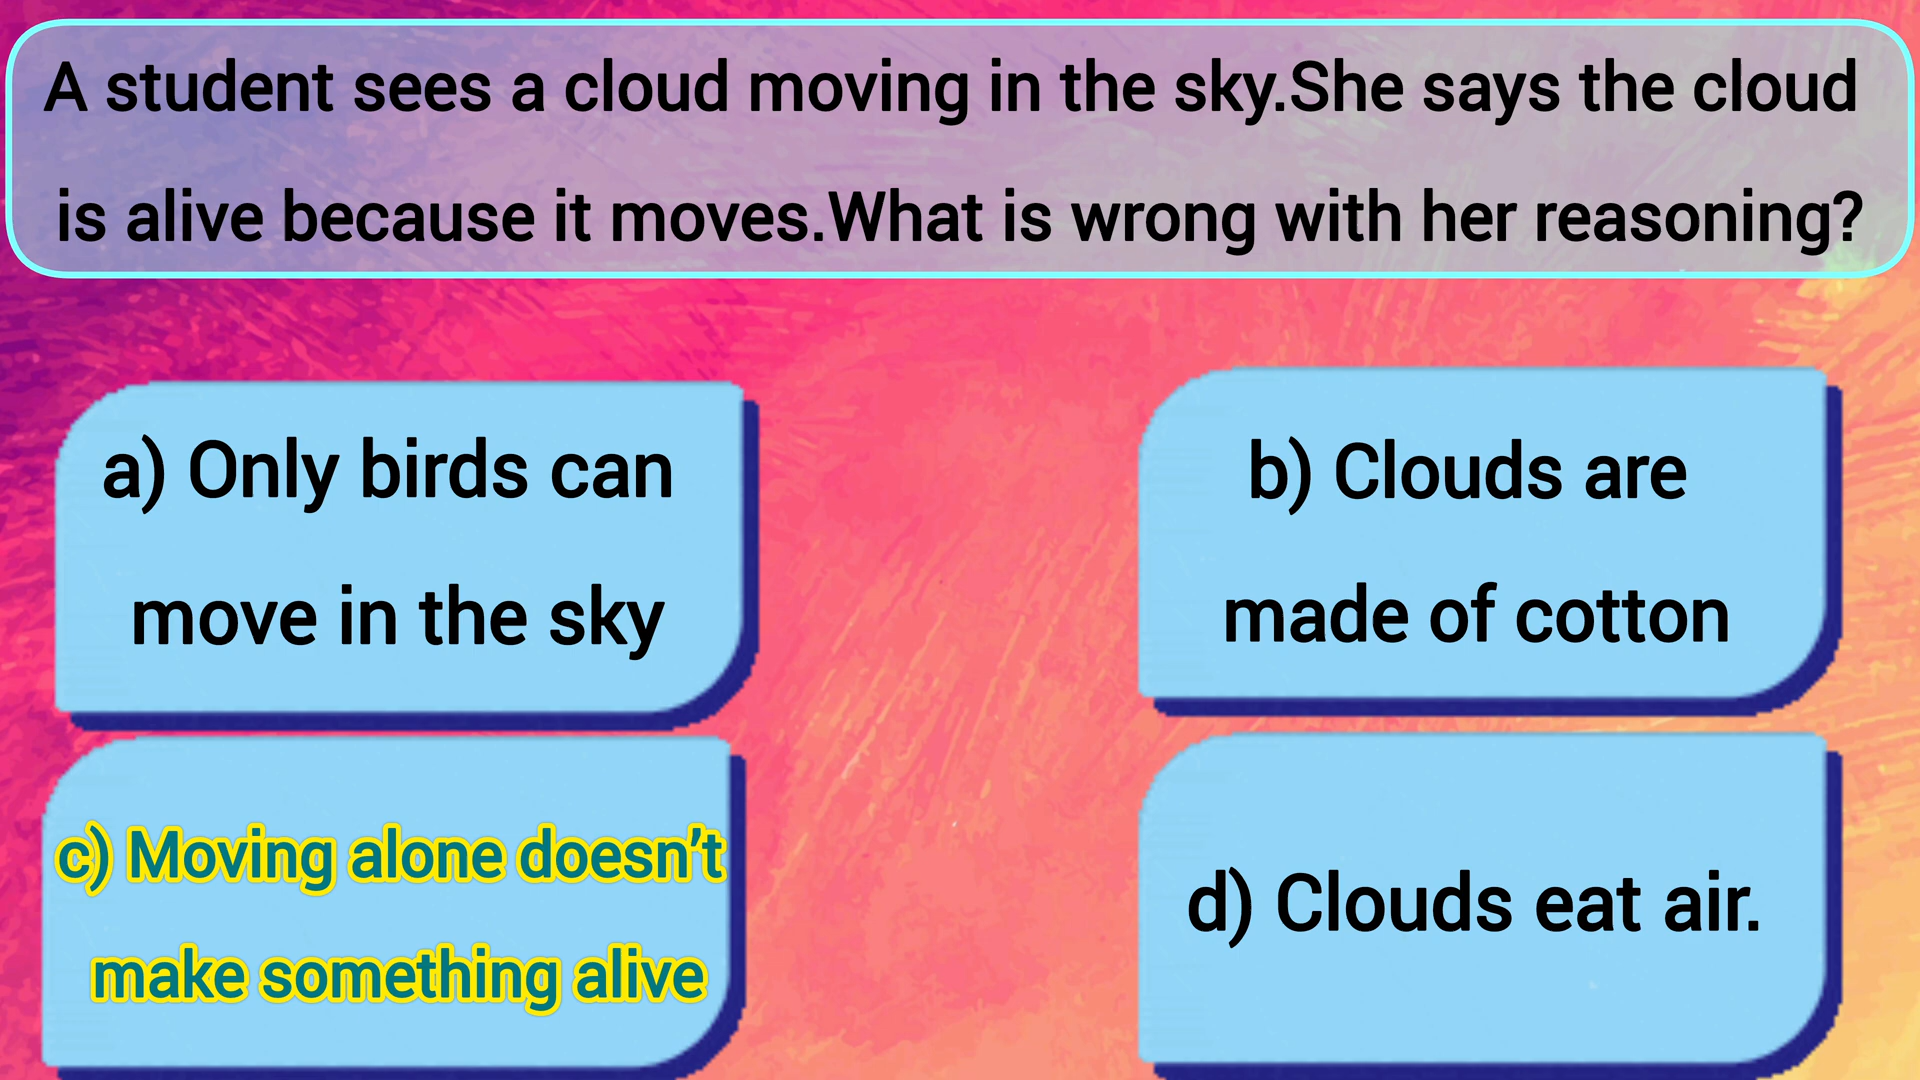 A student sees a cloud moving in the sky.She says the cloud
is alive because it moves.What is wrong with her reasoning?
a) Only birds can
move in the sky
b) Clouds are
made of cotton
c) Moving alone doesn’t
make something alive
d) Clouds eat air.